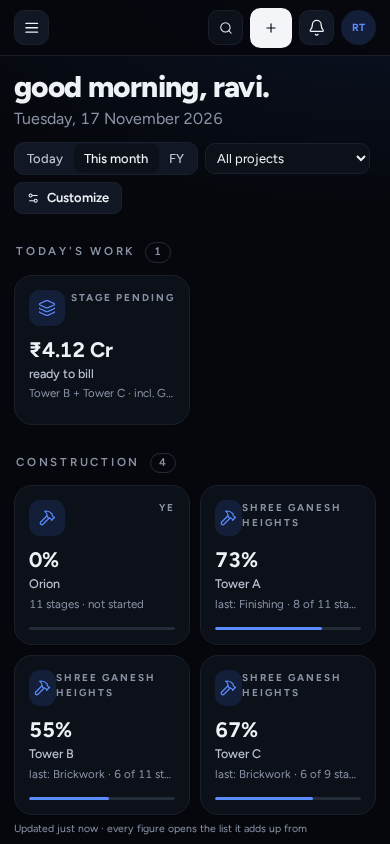 RT
good morning, ravi.
Tuesday, 17 November 2026
Today This month FY All projects
Customize
TODAY'S WORK 1
STAGE PENDING
₹4.12 Cr
ready to bill
Tower B + Tower C · incl. G...
CONSTRUCTION 4
YE
0%
Orion
11 stages · not started
SHREE GANESH
HEIGHTS
73%
Tower A
last: Finishing · 8 of 11 sta...
SHREE GANESH
HEIGHTS
55%
Tower B
last: Brickwork · 6 of 11 st...
SHREE GANESH
HEIGHTS
67%
Tower C
last: Brickwork · 6 of 9 sta...
Updated just now · every figure opens the list it adds up from